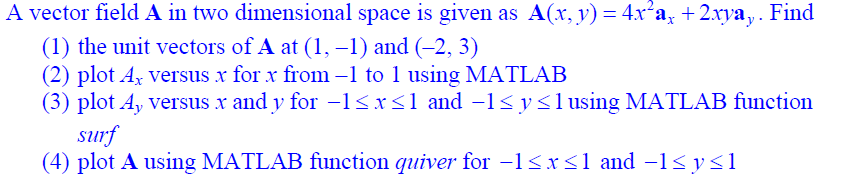 A vector field A in two dimensional space is given as A(x, y) = 4x²aₓ + 2xya_y. Find
(1) the unit vectors of A at (1, −1) and (−2, 3)
(2) plot Aₓ versus x for x from −1 to 1 using MATLAB
(3) plot A_y versus x and y for −1 ≤ x ≤ 1 and −1 ≤ y ≤ 1 using MATLAB function
surf
(4) plot A using MATLAB function quiver for −1 ≤ x ≤ 1 and −1 ≤ y ≤ 1